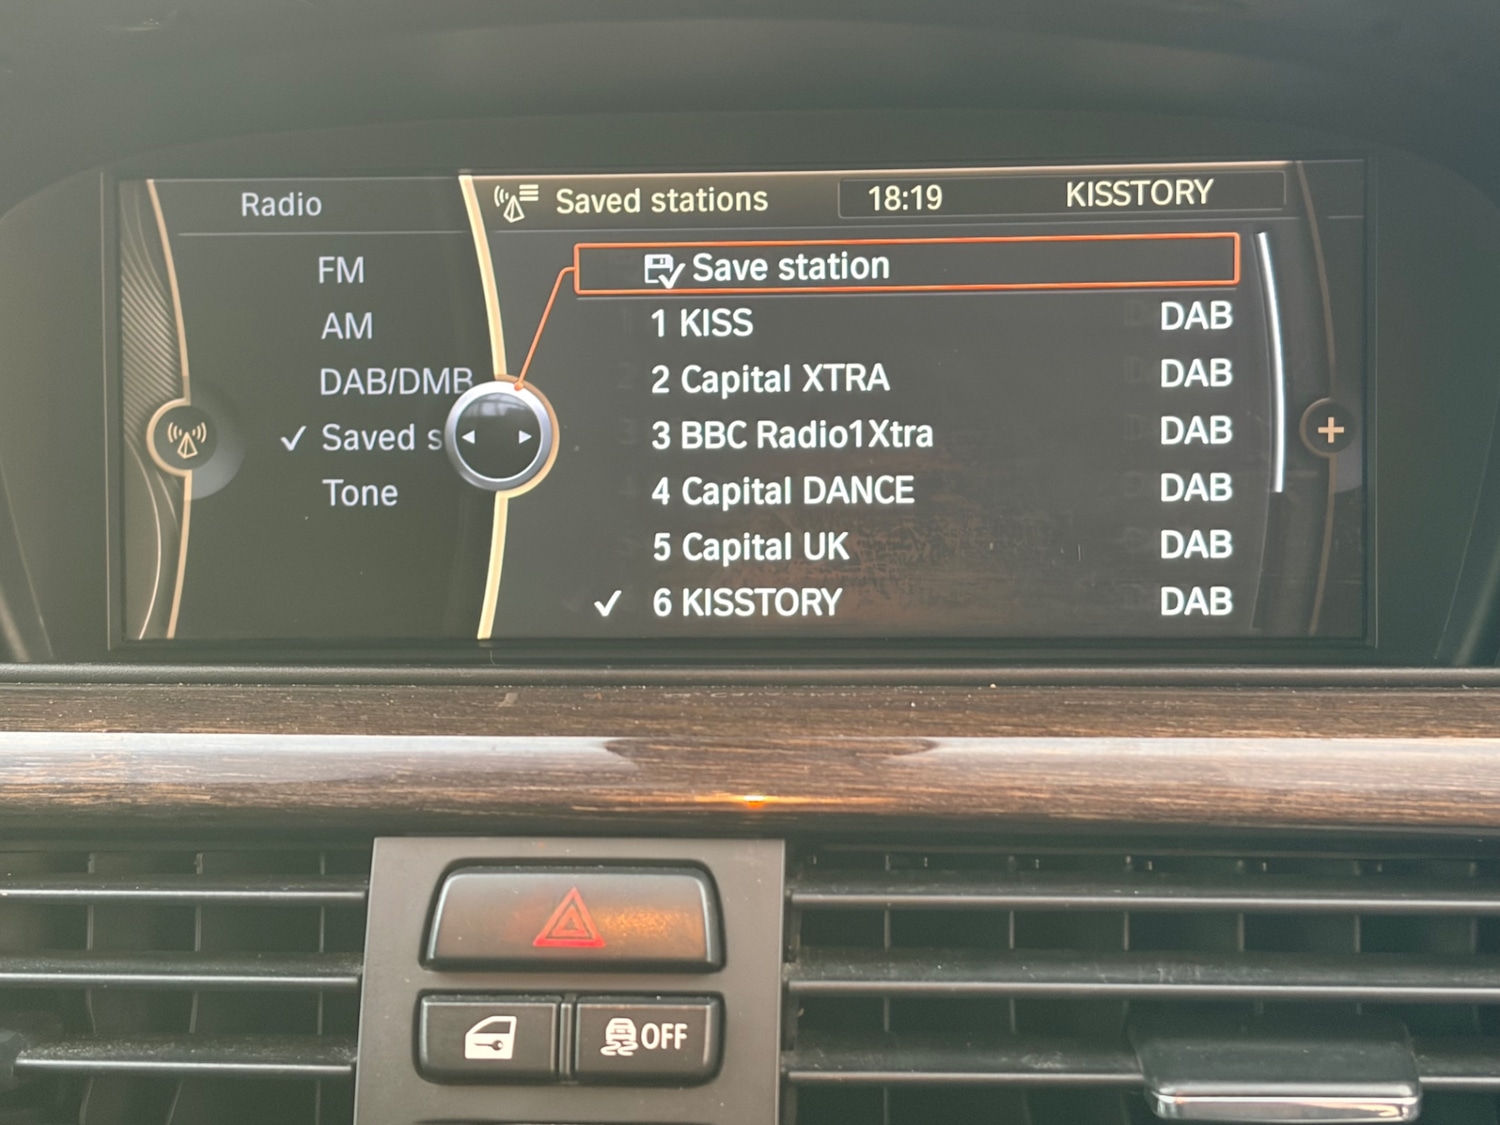 Radio
FM
AM
DAB/DMB
✓ Saved s
Tone
Saved stations 18:19 KISSTORY
Save station
1 KISS DAB
2 Capital XTRA DAB
3 BBC Radio1Xtra DAB
4 Capital DANCE DAB
5 Capital UK DAB
✓ 6 KISSTORY DAB
+
OFF